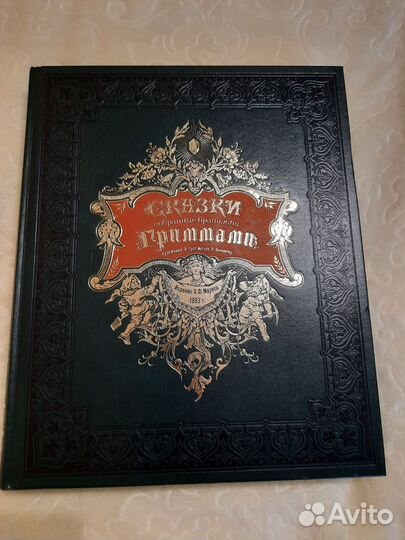 Сказки
собранные братьями
Гриммами
Издание А.Ф. Маркса
1893 г.
Avito